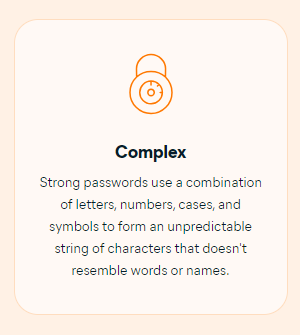 Complex
Strong passwords use a combination
of letters, numbers, cases, and
symbols to form an unpredictable
string of characters that doesn't
resemble words or names.